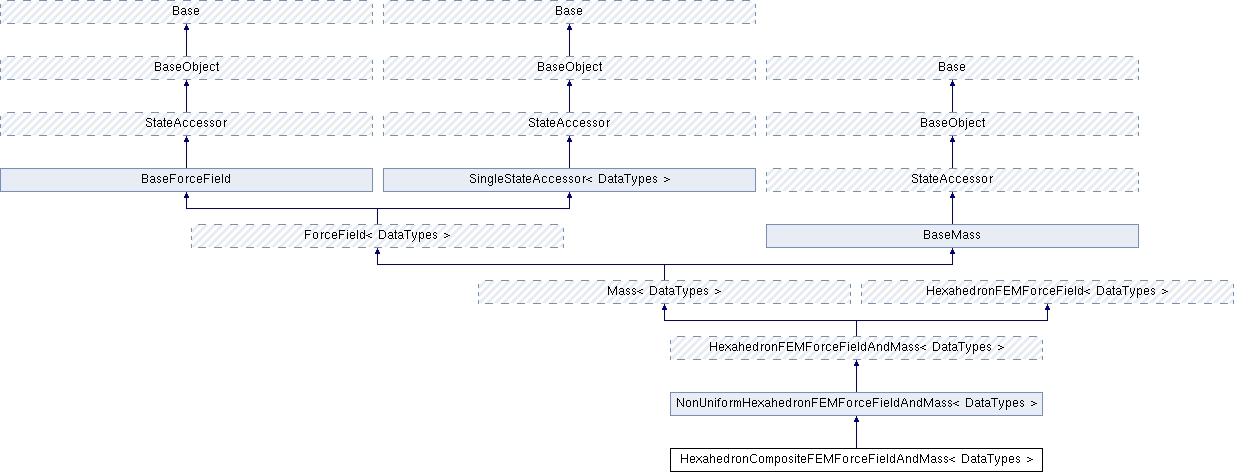 Base
Base
BaseObject
BaseObject
Base
StateAccessor
StateAccessor
BaseObject
BaseForceField
SingleStateAccessor< DataTypes >
StateAccessor
ForceField< DataTypes >
BaseMass
Mass< DataTypes >
HexahedronFEMForceField< DataTypes >
HexahedronFEMForceFieldAndMass< DataTypes >
NonUniformHexahedronFEMForceFieldAndMass< DataTypes >
HexahedronCompositeFEMForceFieldAndMass< DataTypes >